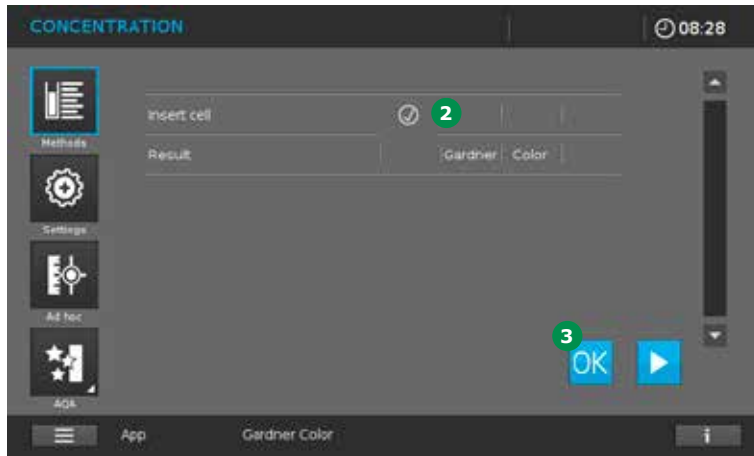 CONCENTRATION 08:28
Methods
Insert cell 2
Result Gardner Color
Settings
Ad hoc
3
OK
AQA
App Gardner Color i